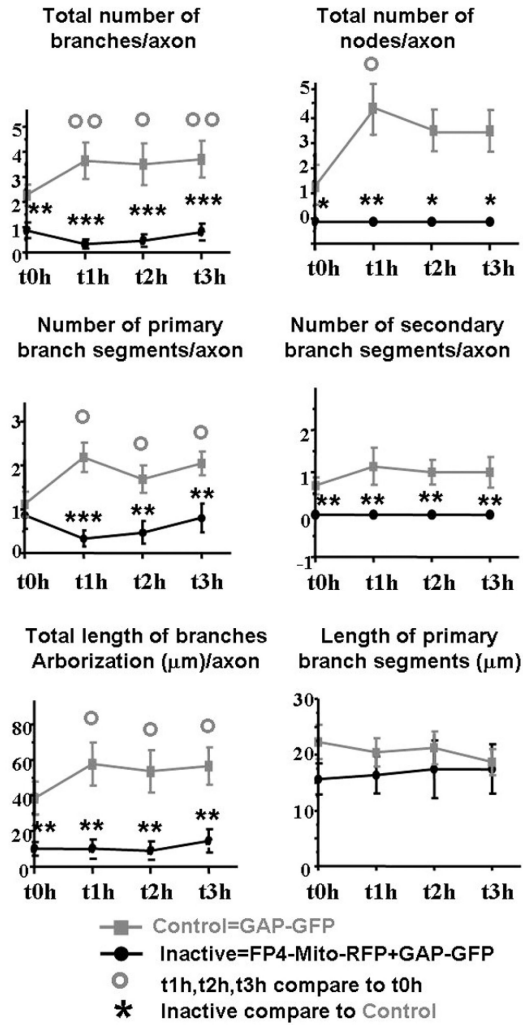 Total number of
branches/axon
Total number of
nodes/axon
5
4
3
2
1
0
** *** *** ***
t0h t1h t2h t3h
5
4
3
2
1
0
* ** * *
t0h t1h t2h t3h
Number of primary
branch segments/axon
Number of secondary
branch segments/axon
3
2
1
0
*** ** **
t0h t1h t2h t3h
3
2
1
0
-1
** ** ** **
t0h t1h t2h t3h
Total length of branches
Arborization (μm)/axon
Length of primary
branch segments (μm)
80
60
40
20
0
** ** ** **
t0h t1h t2h t3h
30
20
10
0
t0h t1h t2h t3h
Control=GAP-GFP
Inactive=FP4-Mito-RFP+GAP-GFP
t1h,t2h,t3h compare to t0h
* Inactive compare to Control